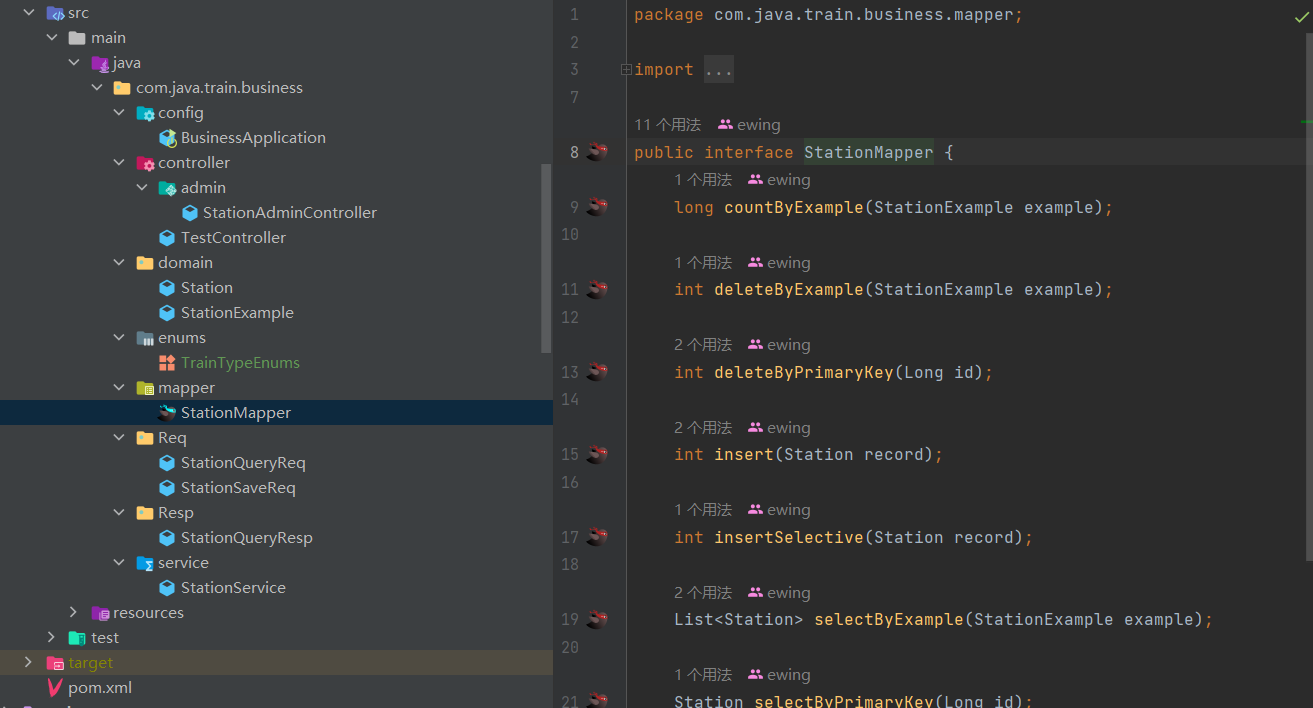 src
main
java
com.java.train.business
config
BusinessApplication
controller
admin
StationAdminController
TestController
domain
Station
StationExample
enums
TrainTypeEnums
mapper
StationMapper
Req
StationQueryReq
StationSaveReq
Resp
StationQueryResp
service
StationService
resources
test
target
pom.xml
1 package com.java.train.business.mapper;
2
3 import ...
7
11 个用法 ewing
8 public interface StationMapper {
1 个用法 ewing
9 long countByExample(StationExample example);
10
1 个用法 ewing
11 int deleteByExample(StationExample example);
12
2 个用法 ewing
13 int deleteByPrimaryKey(Long id);
14
2 个用法 ewing
15 int insert(Station record);
16
1 个用法 ewing
17 int insertSelective(Station record);
18
2 个用法 ewing
19 List<Station> selectByExample(StationExample example);
20
1 个用法 ewing
21 Station selectByPrimaryKey(Long id);